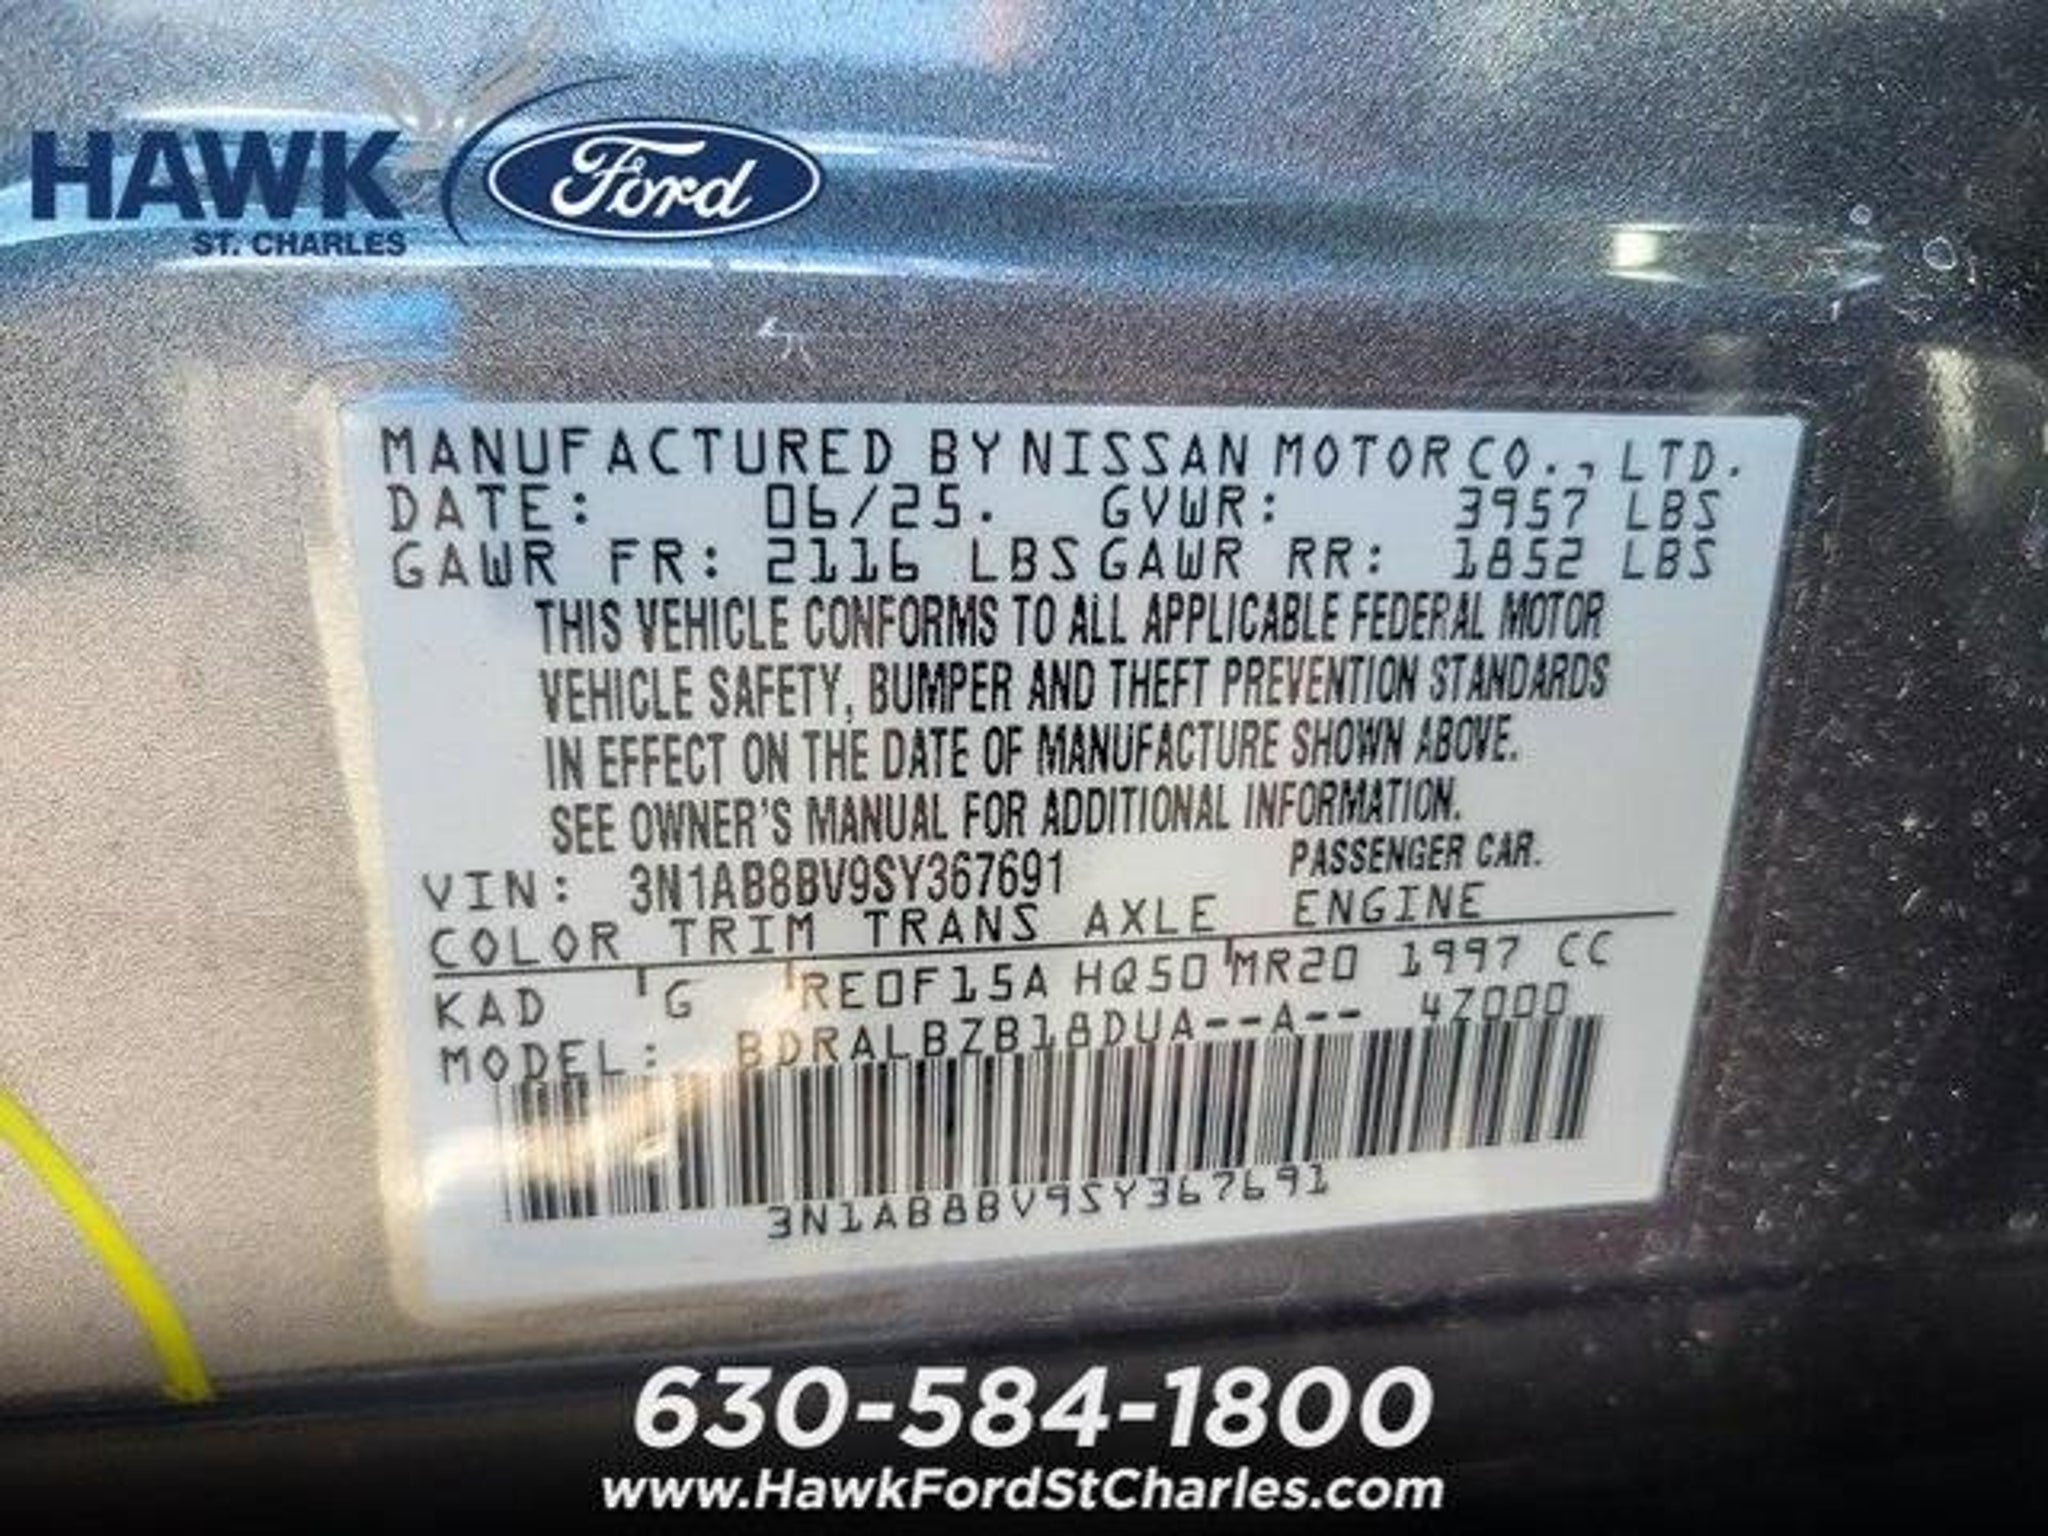 HAWK
ST. CHARLES
Ford
MANUFACTURED BY NISSAN MOTOR CO., LTD.
DATE: 06/25. GVWR: 3957 LBS
GAWR FR: 2116 LBS GAWR RR: 1852 LBS
THIS VEHICLE CONFORMS TO ALL APPLICABLE FEDERAL MOTOR
VEHICLE SAFETY, BUMPER AND THEFT PREVENTION STANDARDS
IN EFFECT ON THE DATE OF MANUFACTURE SHOWN ABOVE.
SEE OWNER'S MANUAL FOR ADDITIONAL INFORMATION.
VIN: 3N1AB8BV9SY367691 PASSENGER CAR.
COLOR TRIM TRANS AXLE ENGINE
KAD G RE0F15A HQ50 MR20 1997 CC
MODEL: BDRALBZB18DUA--A-- 4Z000
3N1AB8BV9SY367691
630-584-1800
www.HawkFordStCharles.com